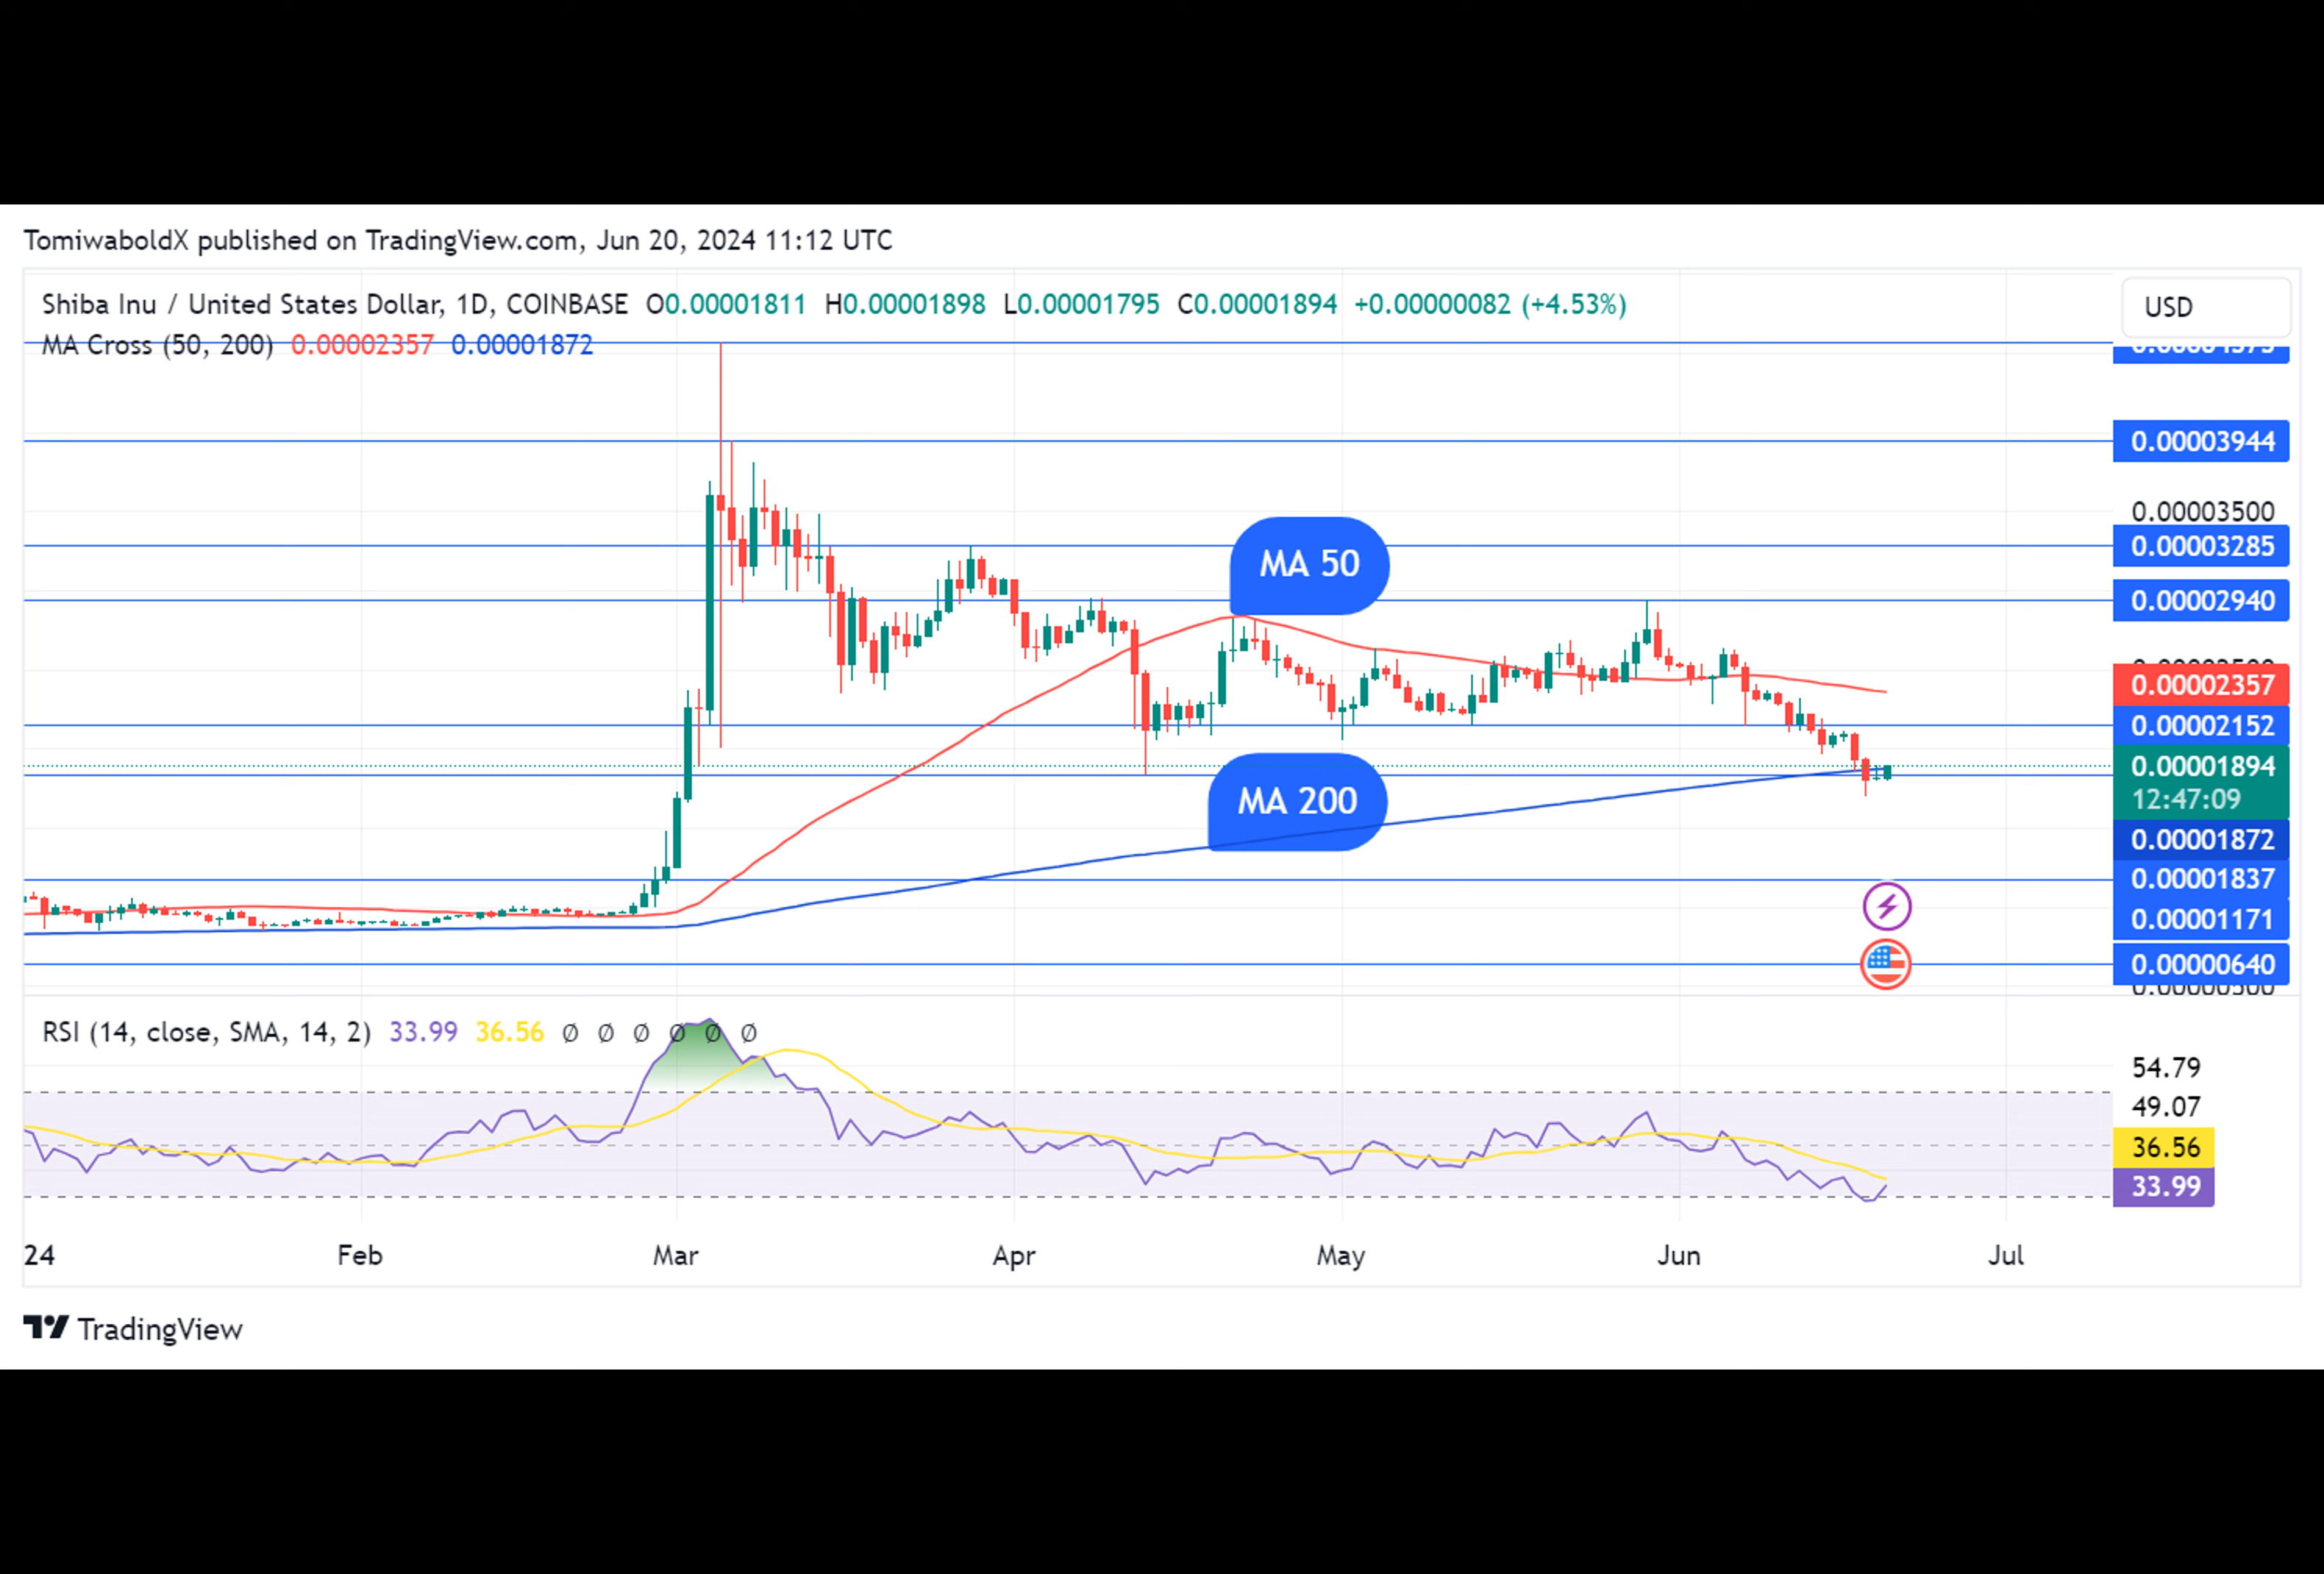 TomiwaboldX published on TradingView.com, Jun 20, 2024 11:12 UTC
Shiba Inu / United States Dollar, 1D, COINBASE O0.00001811 H0.00001898 L0.00001795 C0.00001894 +0.00000082 (+4.53%)
USD
MA Cross (50, 200) 0.00002357 0.00001872
0.00003944
0.00003500
0.00003285
MA 50
0.00002940
0.00002357
0.00002152
0.00001894
12:47:09
MA 200
0.00001872
0.00001837
0.00001171
0.00000640
RSI (14, close, SMA, 14, 2) 33.99 36.56 Ø Ø Ø Ø Ø Ø
54.79
49.07
36.56
33.99
24 Feb Mar Apr May Jun Jul
TradingView